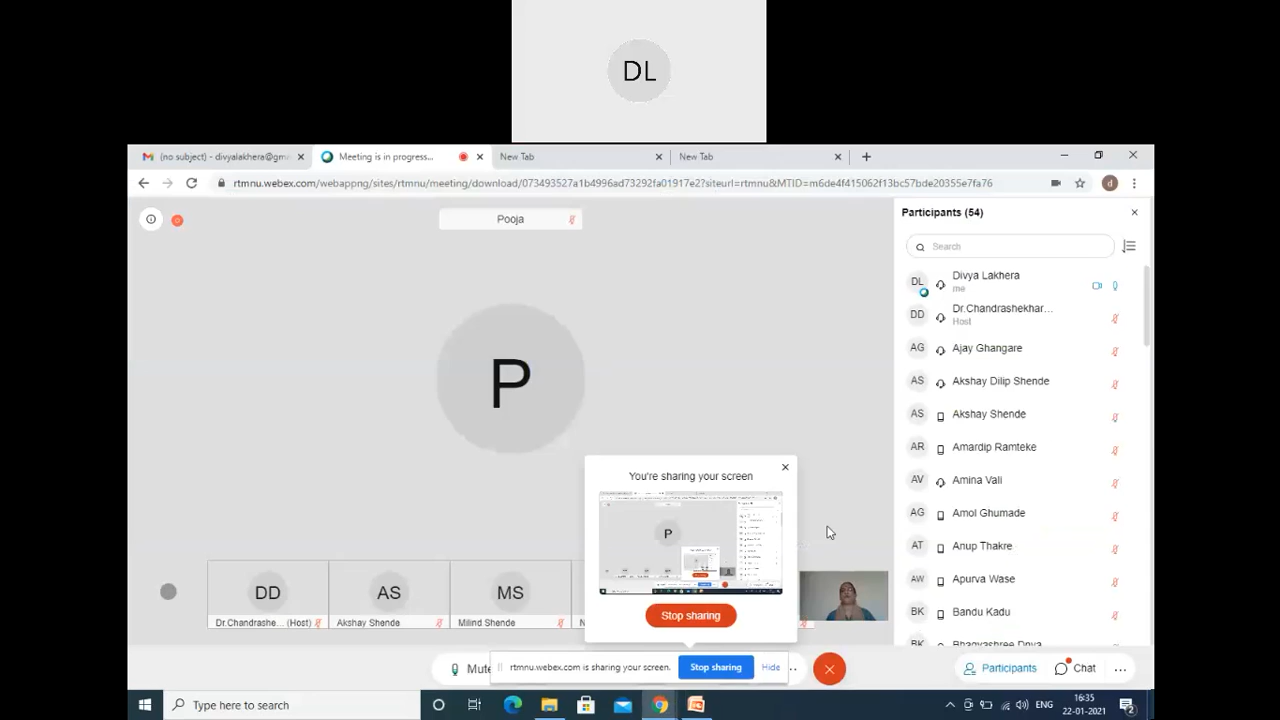 DL
(no subject) - divyalakhera@gm
Meeting is in progress...
New Tab
New Tab
rtmnu.webex.com/webappng/sites/rtmnu/meeting/download/073493527a1b4996ad73292fa01917e2?siteurl=rtmnu&MTID=m6de4f415062f13bc57bde20355e7fa76
d
Pooja
P
Participants (54)
Search
DL Divya Lakhera
me
DD Dr.Chandrashekhar...
Host
AG Ajay Ghangare
AS Akshay Dilip Shende
AS Akshay Shende
AR Amardip Ramteke
AV Amina Vali
AG Amol Ghumade
AT Anup Thakre
AW Apurva Wase
BK Bandu Kadu
You're sharing your screen
P
Stop sharing
DD
Dr.Chandrashe... (Host)
AS
Akshay Shende
MS
Milind Shende
N
Mute
rtmnu.webex.com is sharing your screen.
Stop sharing
Hide
Participants
Chat
Type here to search
ENG
16:35
22-01-2021
2